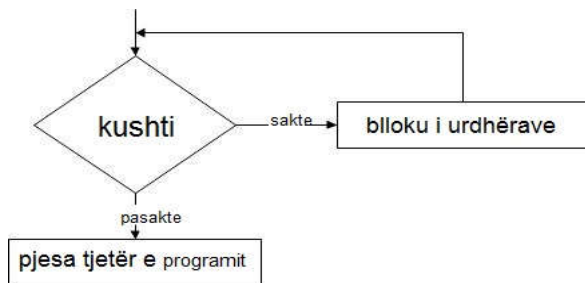 kushti
sakte
blloku i urdhërave
pasakte
pjesa tjetër e programit